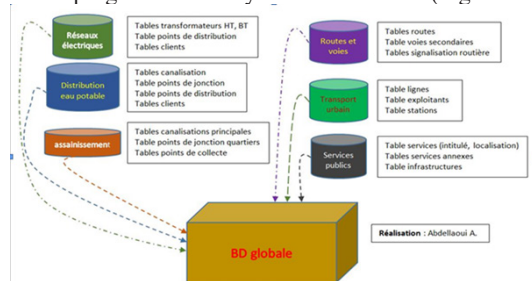 Réseaux
électriques
Tables transformateurs HT, BT
Table points de distribution
Tables clients
Distribution
eau potable
Tables canalisation
Table points de jonction
Table points de distribution
Tables clients
assainissement
Tables canalisations principales
Table points de jonction quartiers
Tables points de collecte
Routes et
voies
Tables routes
Table voies secondaires
Tables signalisation routière
Transport
urbain
Table lignes
Table exploitants
Table stations
Services
publics
Table services (intitulé, localisation)
Tables services annexes
Table infrastructures
BD globale
Réalisation : Abdellaoui A.